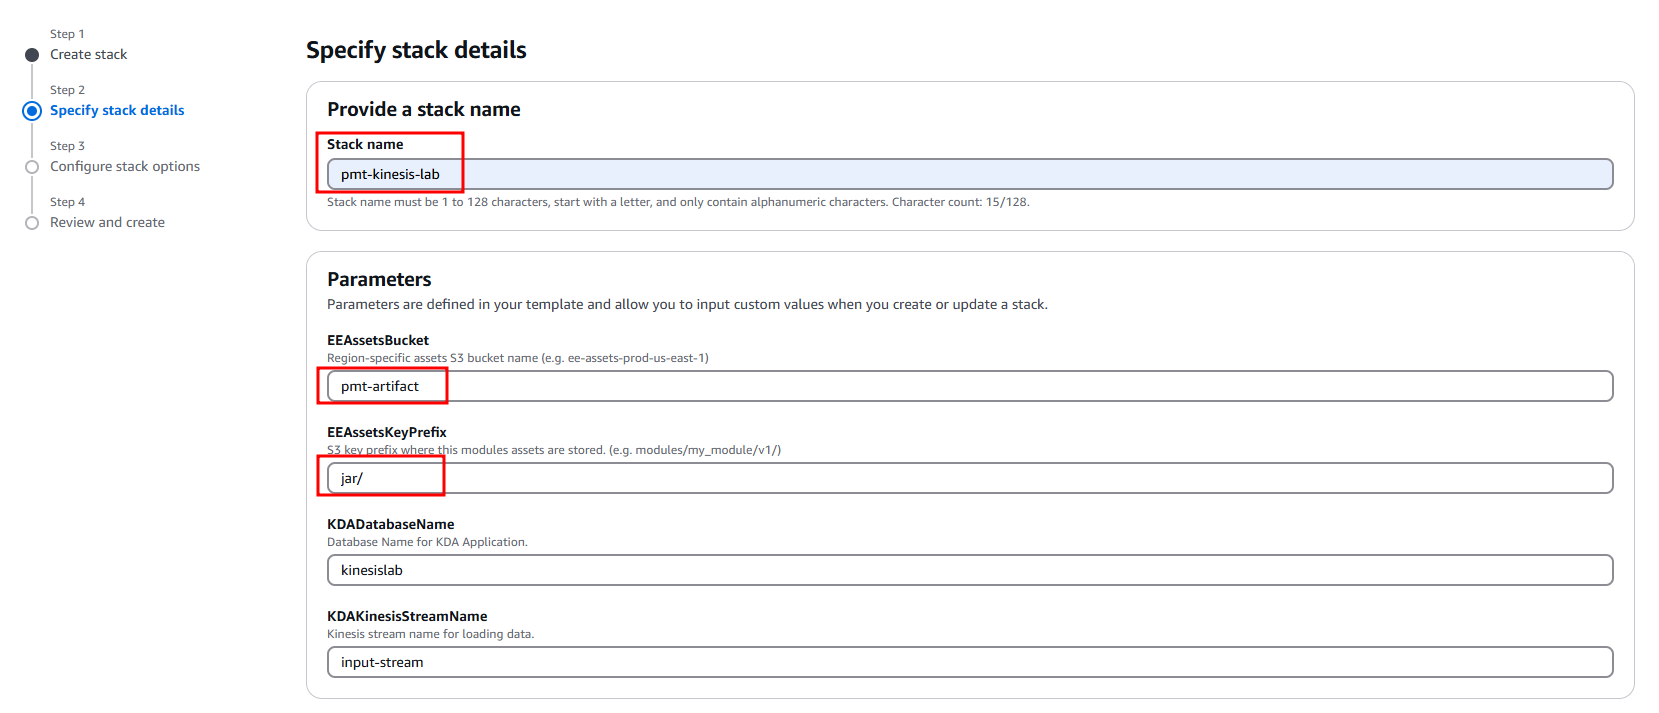 Step 1
Create stack
Step 2
Specify stack details
Step 3
Configure stack options
Step 4
Review and create
Specify stack details
Provide a stack name
Stack name
pmt-kinesis-lab
Stack name must be 1 to 128 characters, start with a letter, and only contain alphanumeric characters. Character count: 15/128.
Parameters
Parameters are defined in your template and allow you to input custom values when you create or update a stack.
EEAssetsBucket
Region-specific assets S3 bucket name (e.g. ee-assets-prod-us-east-1)
pmt-artifact
EEAssetsKeyPrefix
S3 key prefix where this modules assets are stored. (e.g. modules/my_module/v1/)
jar/
KDADatabaseName
Database Name for KDA Application.
kinesislab
KDAKinesisStreamName
Kinesis stream name for loading data.
input-stream